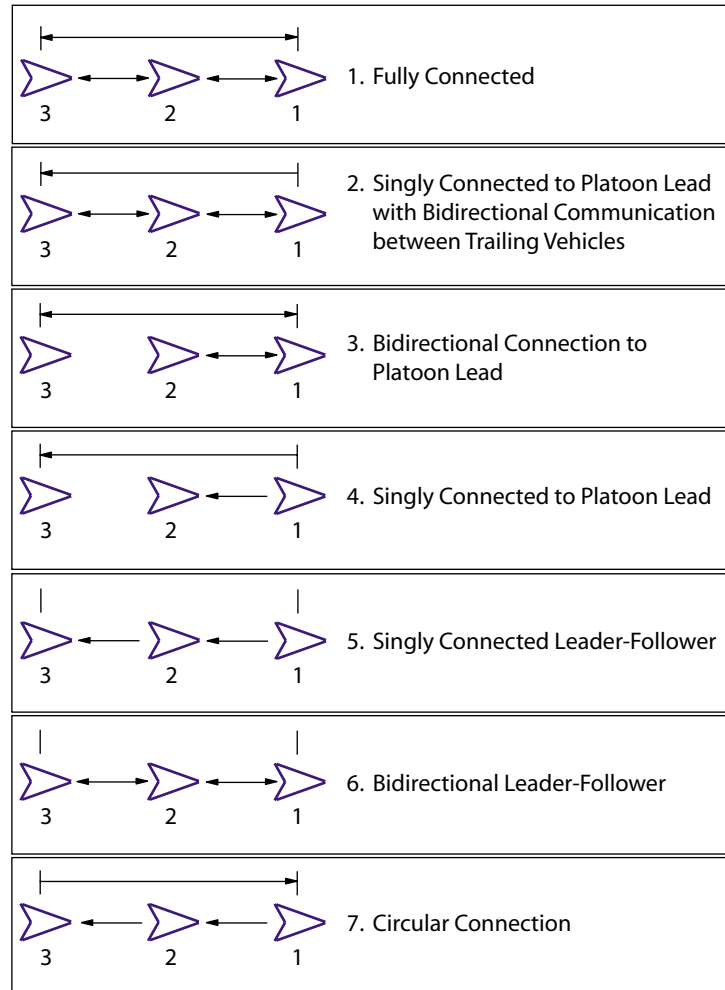 1. Fully Connected
3 2 1
2. Singly Connected to Platoon Lead
with Bidirectional Communication
between Trailing Vehicles
3 2 1
3. Bidirectional Connection to
Platoon Lead
3 2 1
4. Singly Connected to Platoon Lead
3 2 1
5. Singly Connected Leader-Follower
3 2 1
6. Bidirectional Leader-Follower
3 2 1
7. Circular Connection
3 2 1